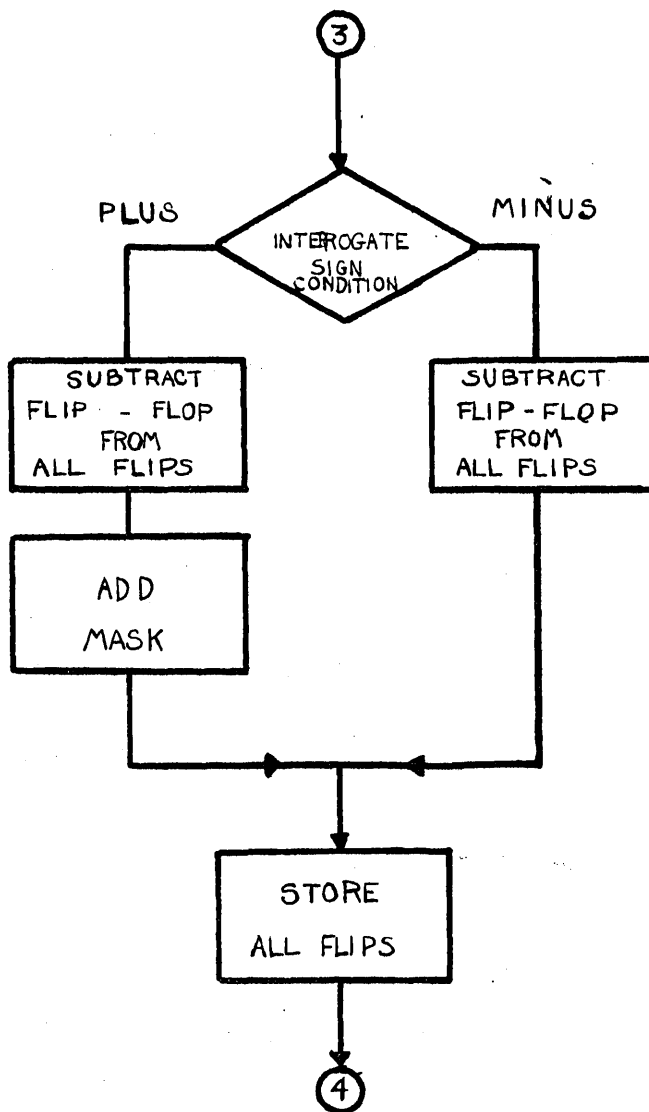 3
PLUS
MINUS
INTEROGATE
SIGN
CONDITION
SUBTRACT
FLIP - FLOP
FROM
ALL FLIPS
SUBTRACT
FLIP-FLOP
FROM
ALL FLIPS
ADD
MASK
STORE
ALL FLIPS
4